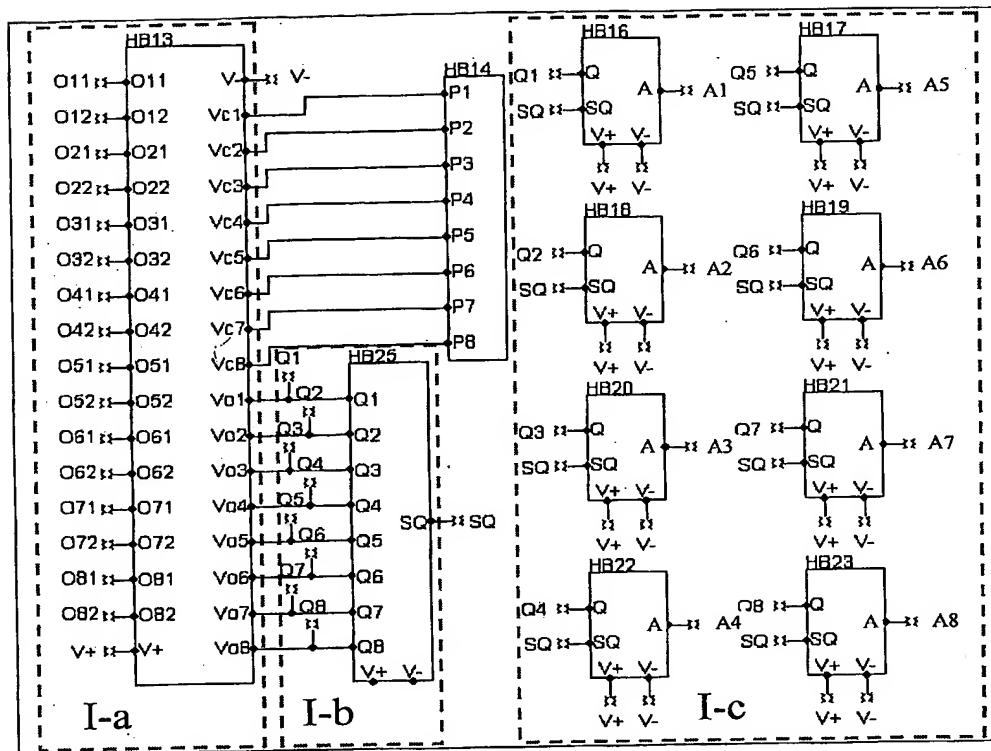 HB13
O11 O11 V- V-
O12 O12 Vc1
O21 O21 Vc2
O22 O22 Vc3
O31 O31 Vc4
O32 O32 Vc5
O41 O41 Vc6
O42 O42 Vc7
O51 O51 Vc8
O52 O52 Vo1
O61 O61 Vo2
O62 O62 Vo3
O71 O71 Vo4
O72 O72 Vo5
O81 O81 Vo6
O82 O82 Vo7
V+ V+ Vo8
I-a
HB14
P1
P2
P3
P4
P5
P6
P7
P8
HB25
Q1
Q2 Q1
Q3 Q2
Q4 Q3
Q5 Q4
Q6 Q5
Q7 Q6
Q8 Q7
Q8
SQ SQ
V+ V-
I-b
HB16
Q1 Q
A A1
SQ SQ
V+ V-
V+ V-
HB17
Q5 Q
A A5
SQ SQ
V+ V-
V+ V-
HB18
Q2 Q
A A2
SQ SQ
V+ V-
V+ V-
HB19
Q6 Q
A A6
SQ SQ
V+ V-
V+ V-
HB20
Q3 Q
A A3
SQ SQ
V+ V-
V+ V-
HB21
Q7 Q
A A7
SQ SQ
V+ V-
V+ V-
HB22
Q4 Q
A A4
SQ SQ
V+ V-
V+ V-
HB23
Q8 Q
A A8
SQ SQ
V+ V-
V+ V-
I-c